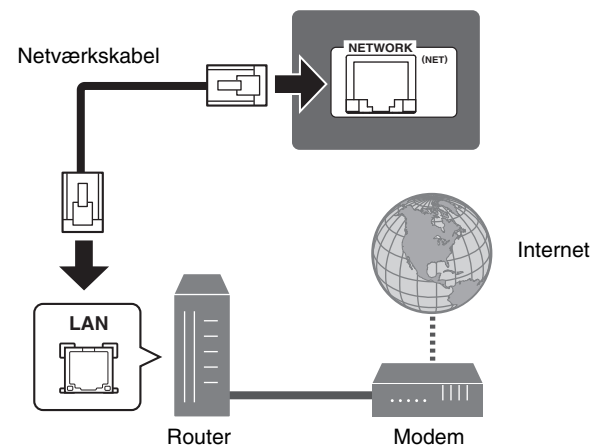 NETWORK
(NET)
Netværkskabel
Internet
LAN
Router
Modem